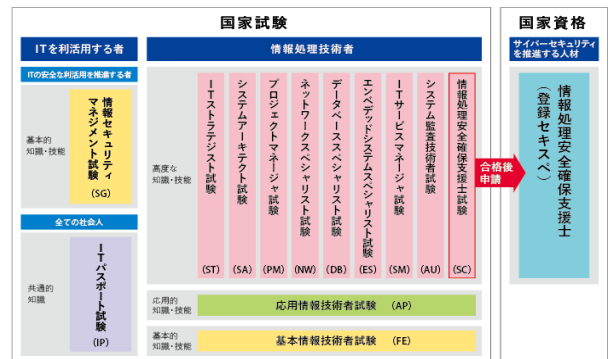 国家試験
国家資格
ITを利活用する者
情報処理技術者
サイバーセキュリティ
を推進する人材
ITの安全な利活用を推進する者
基本的
知識・技能
情報セキュリティ
マネジメント試験
(SG)
全ての社会人
共通的
知識
ITパスポート試験
(IP)
高度な
知識・技能
ITストラテジスト試験
(ST)
システムアーキテクト試験
(SA)
プロジェクトマネージャ試験
(PM)
ネットワークスペシャリスト試験
(NW)
データベーススペシャリスト試験
(DB)
エンベデッドシステムスペシャリスト試験
(ES)
ITサービスマネージャ試験
(SM)
システム監査技術者試験
(AU)
情報処理安全確保支援士試験
(SC)
合格後
申請
情報処理安全確保支援士
(登録セキスペ)
応用的
知識・技能
応用情報技術者試験 (AP)
基本的
知識・技能
基本情報技術者試験 (FE)